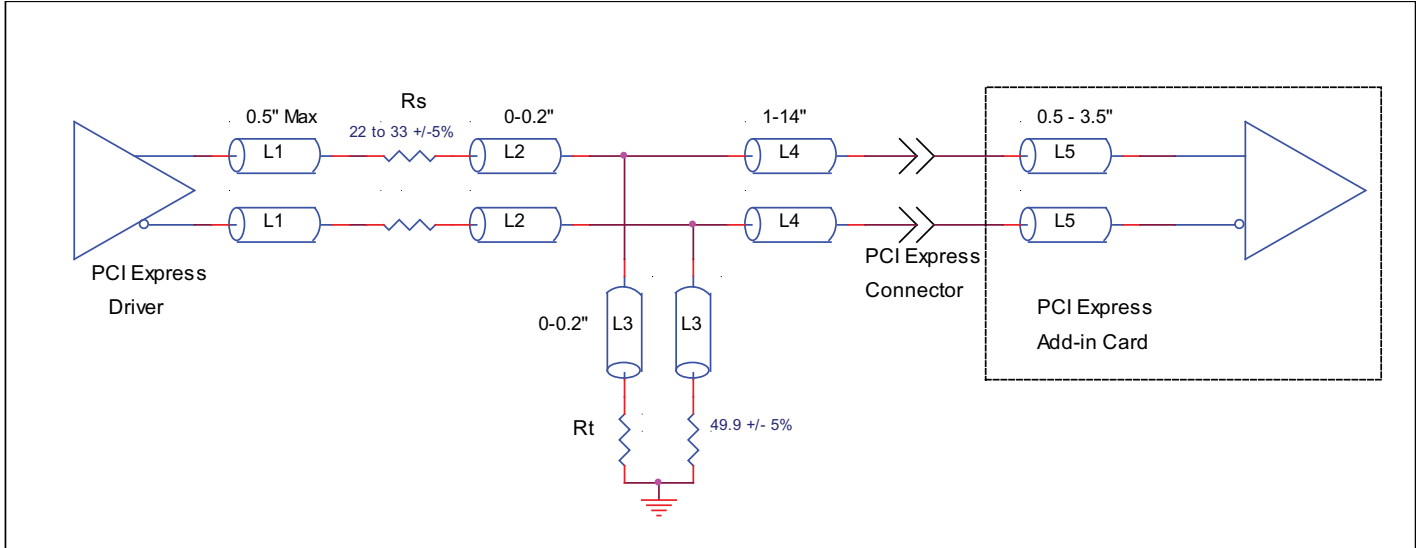 Rs
0.5" Max
22 to 33 +/-5%
0-0.2"
1-14"
0.5 - 3.5"
L1
L2
L4
L5
L1
L2
L4
L5
PCI Express
Driver
PCI Express
Connector
0-0.2"
L3
L3
PCI Express
Add-in Card
Rt
49.9 +/- 5%